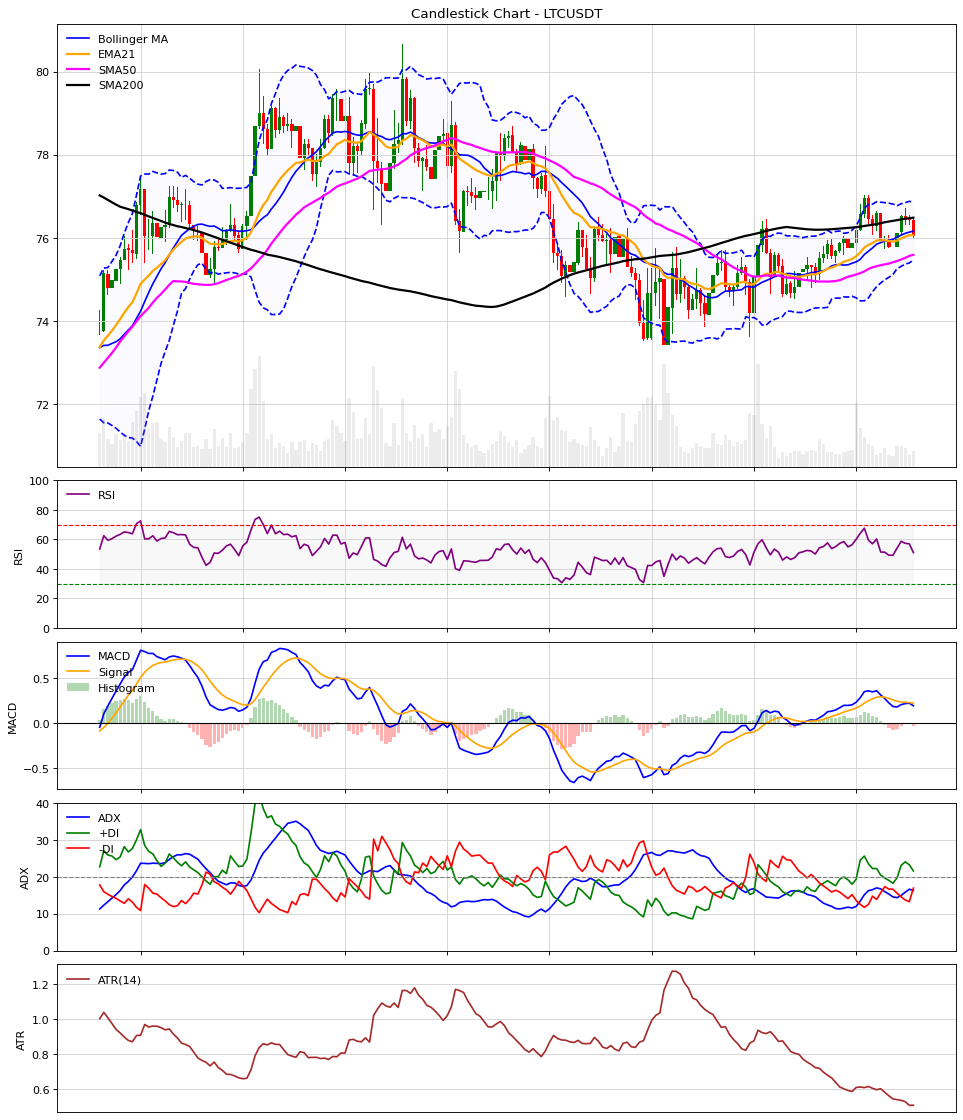 Candlestick Chart - LTCUSDT
Bollinger MA
EMA21
SMA50
SMA200
80
78
76
74
72
RSI
RSI
100
80
60
40
20
0
MACD
MACD
Signal
Histogram
0.5
0.0
−0.5
ADX
ADX
+DI
-DI
40
30
20
10
0
ATR
ATR(14)
1.2
1.0
0.8
0.6